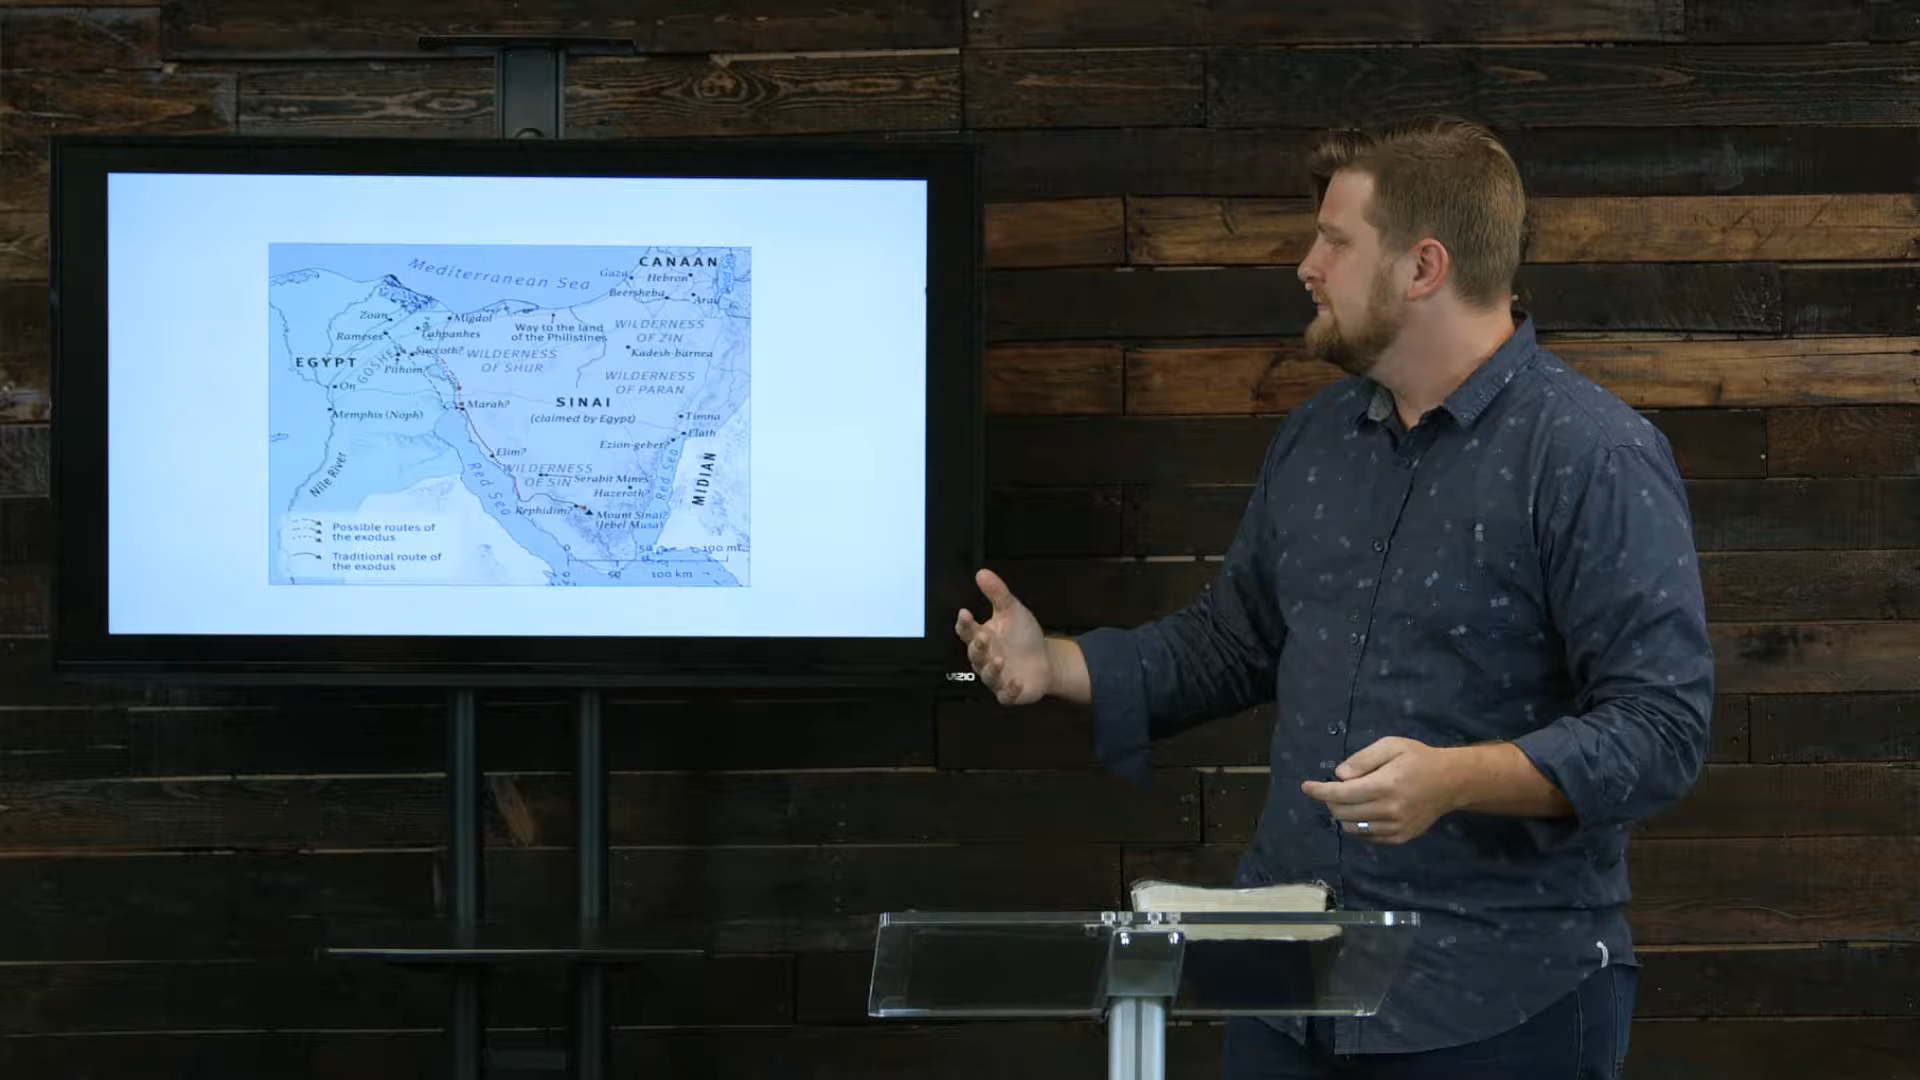 Mediterranean Sea
CANAAN
Gaza
Hebron
Beersheba
Arad
Zoan
Migdol
Rameses
Tahpanhes
Way to the land
of the Philistines
WILDERNESS
OF ZIN
GOSHEN
Succoth?
WILDERNESS
OF SHUR
Kadesh-barnea
EGYPT
Pithom?
WILDERNESS
OF PARAN
On
SINAI
(claimed by Egypt)
Memphis (Noph)
Marah?
Timna
Elath
Ezion-geber?
Elim?
MIDIAN
Nile River
Red Sea
WILDERNESS
OF SIN
Serabit Mines
Hazeroth?
Red Sea
Rephidim?
Mount Sinai?
(Jebel Musa)
Possible routes of
the exodus
Traditional route of
the exodus
0 50 100 mi
0 50 100 km
VIZIO